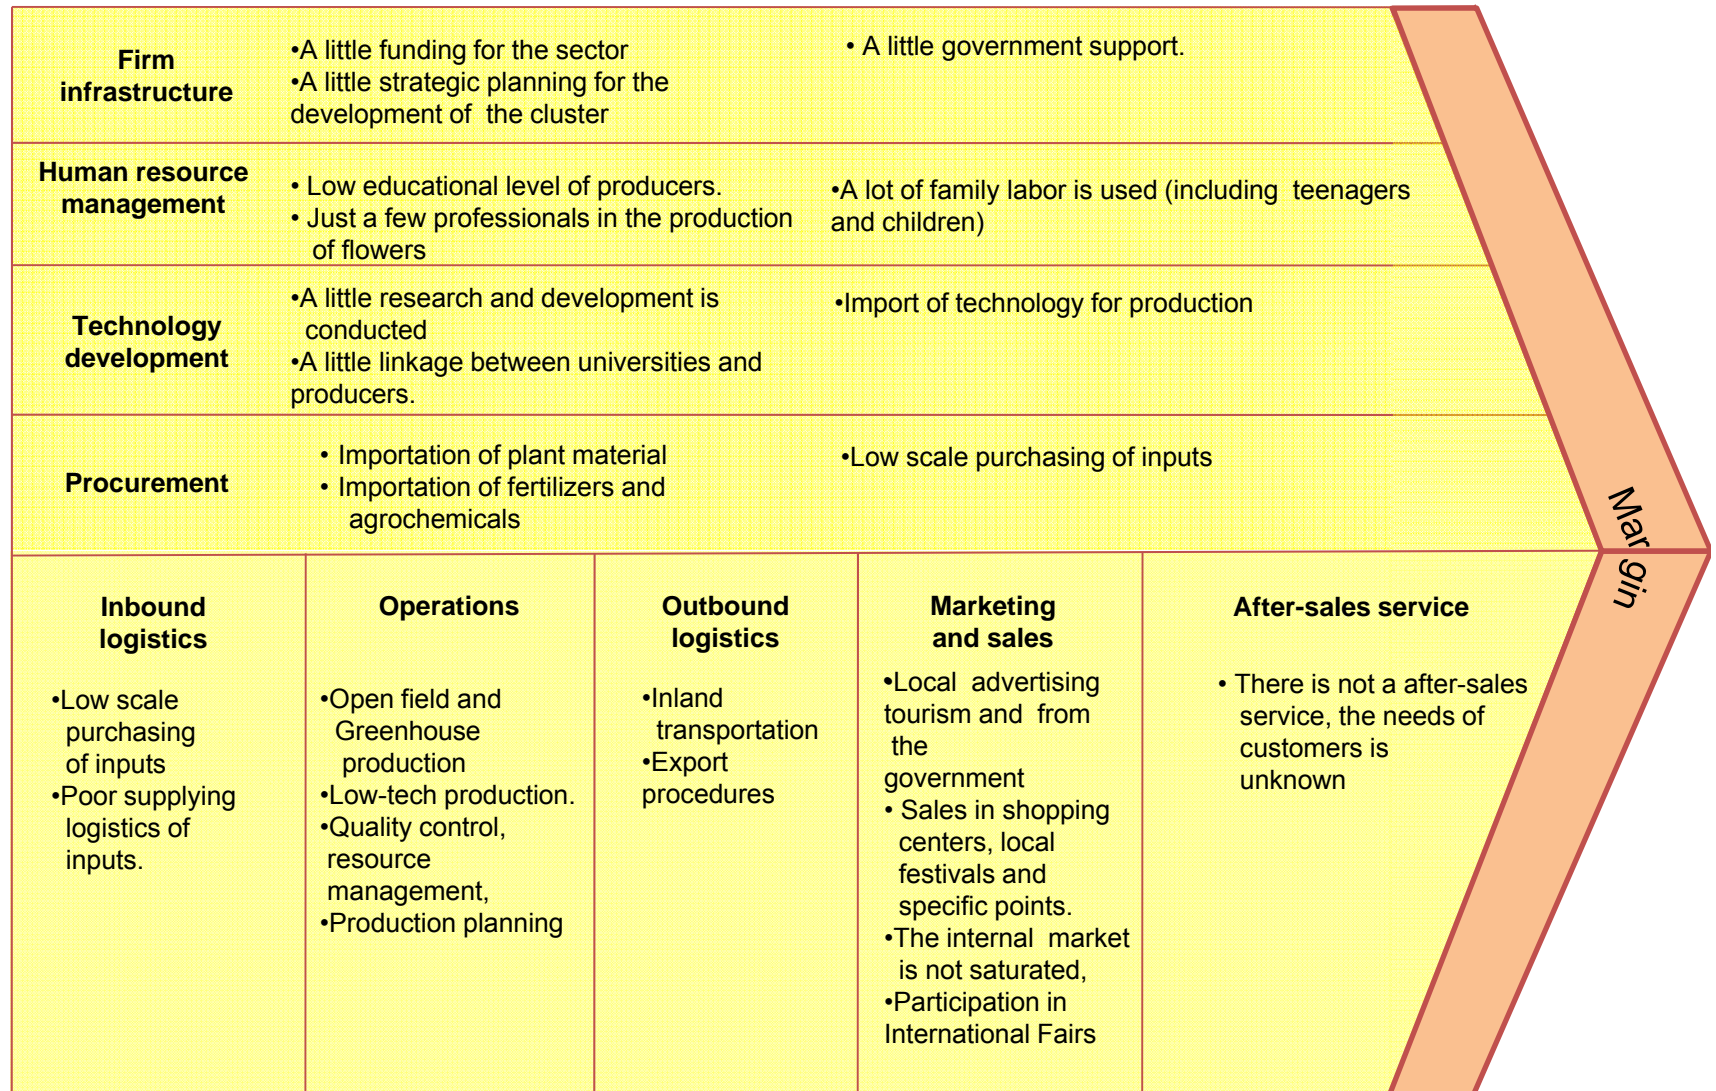 Firm
infrastructure
•A little funding for the sector
•A little strategic planning for the
development of the cluster
• A little government support.
Human resource
management
• Low educational level of producers.
• Just a few professionals in the production
of flowers
•A lot of family labor is used (including teenagers
and children)
Technology
development
•A little research and development is
conducted
•A little linkage between universities and
producers.
•Import of technology for production
Procurement
• Importation of plant material
• Importation of fertilizers and
agrochemicals
•Low scale purchasing of inputs
Margin
Inbound
logistics
•Low scale
purchasing
of inputs
•Poor supplying
logistics of
inputs.
Operations
•Open field and
Greenhouse
production
•Low-tech production.
•Quality control,
resource
management,
•Production planning
Outbound
logistics
•Inland
transportation
•Export
procedures
Marketing
and sales
•Local advertising
tourism and from
the
government
• Sales in shopping
centers, local
festivals and
specific points.
•The internal market
is not saturated,
•Participation in
International Fairs
After-sales service
• There is not a after-sales
service, the needs of
customers is
unknown